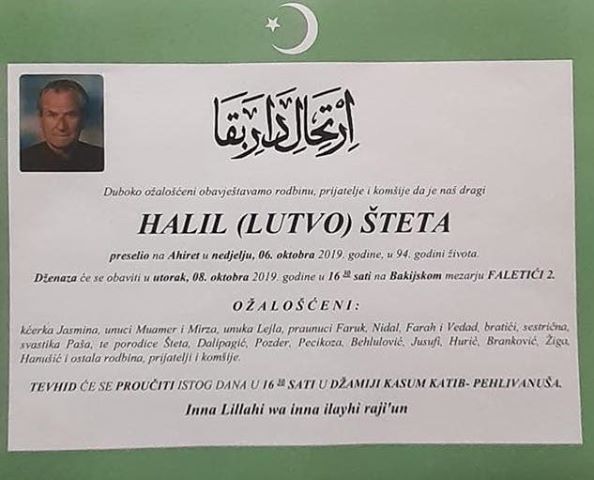 اِرْتِحَالِ دَارِبَقَا
Duboko ožalošćeni obavještavamo rodbinu, prijatelje i komšije da je naš dragi
HALIL (LUTVO) ŠTETA
preselio na Ahiret u nedjelju, 06. oktobra 2019. godine, u 94. godini života.
Dženaza će se obaviti u utorak, 08. oktobra 2019. godine u 16 30 sati na Bakijskom mezarju FALETIĆI 2.
OŽALOŠĆENI:
kćerka Jasmina, unuci Muamer i Mirza, unuka Lejla, praunuci Faruk, Nidal, Farah i Vedad, bratići, sestrična,
svastika Paša, te porodice Šteta, Dalipagić, Pozder, Pecikoza, Behlulović, Jusufi, Hurić, Branković, Žiga,
Hanušić i ostala rodbina, prijatelji i komšije.
TEVHID ĆE SE PROUČITI ISTOG DANA U 16 30 SATI U DŽAMIJI KASUM KATIB- PEHLIVANUŠA.
Inna Lillahi wa inna ilayhi raji'un